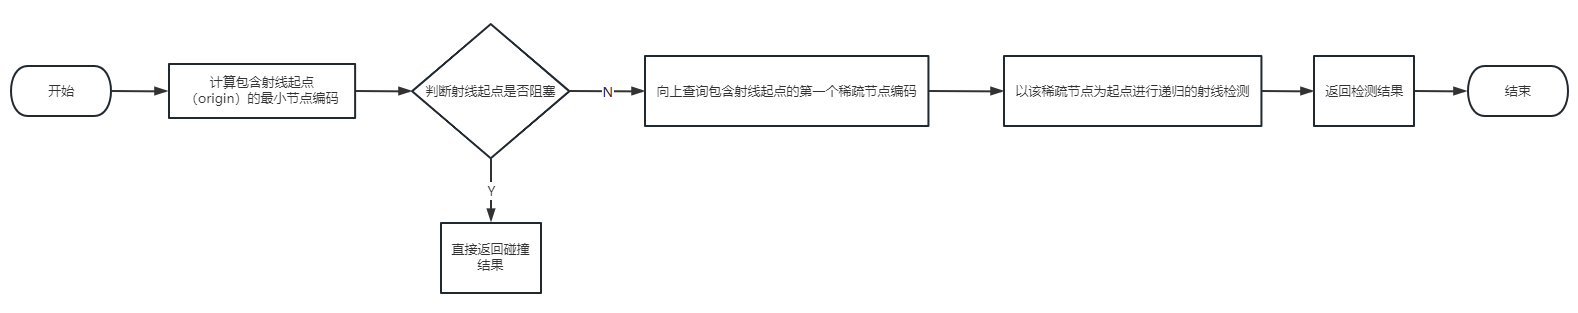 开始
计算包含射线起点
（origin）的最小节点编码
判断射线起点是否阻塞
N
向上查询包含射线起点的第一个稀疏节点编码
以该稀疏节点为起点进行递归的射线检测
返回检测结果
结束
Y
直接返回碰撞
结果